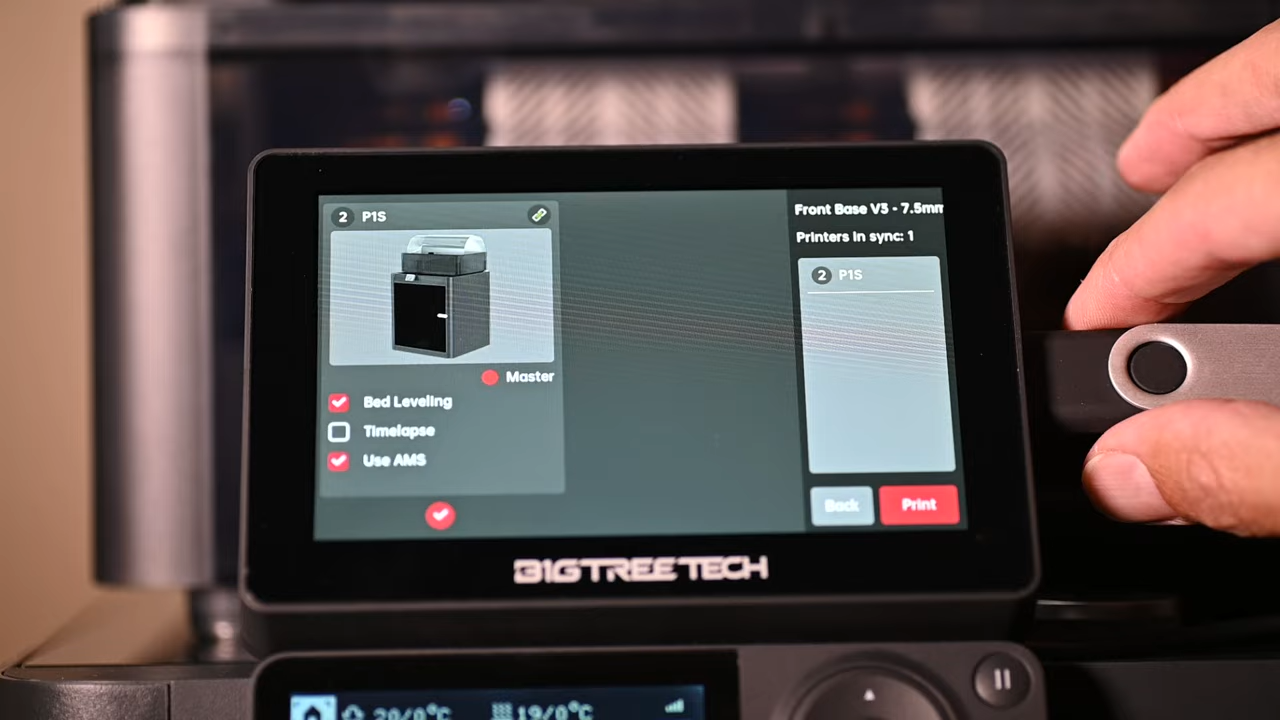 2 P1S
Master
Bed Leveling
Timelapse
Use AMS
Front Base V3 - 7.5mm
Printers in sync: 1
2 P1S
Back
Print
BIGTREETECH
20/0°C
19/0°C